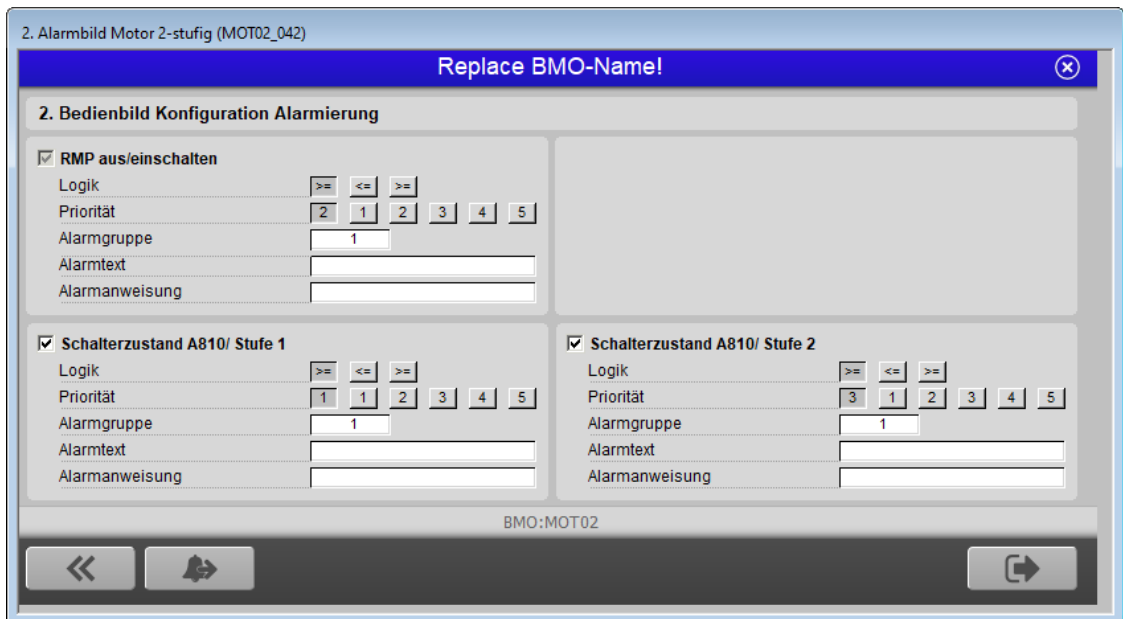 2. Alarmbild Motor 2-stufig (MOT02_042)
Replace BMO-Name!
2. Bedienbild Konfiguration Alarmierung
RMP aus/einschalten
Logik >= <= >=
Priorität 2 1 2 3 4 5
Alarmgruppe 1
Alarmtext
Alarmanweisung
Schalterzustand A810/ Stufe 1
Logik >= <= >=
Priorität 1 1 2 3 4 5
Alarmgruppe 1
Alarmtext
Alarmanweisung
Schalterzustand A810/ Stufe 2
Logik >= <= >=
Priorität 3 1 2 3 4 5
Alarmgruppe 1
Alarmtext
Alarmanweisung
BMO:MOT02